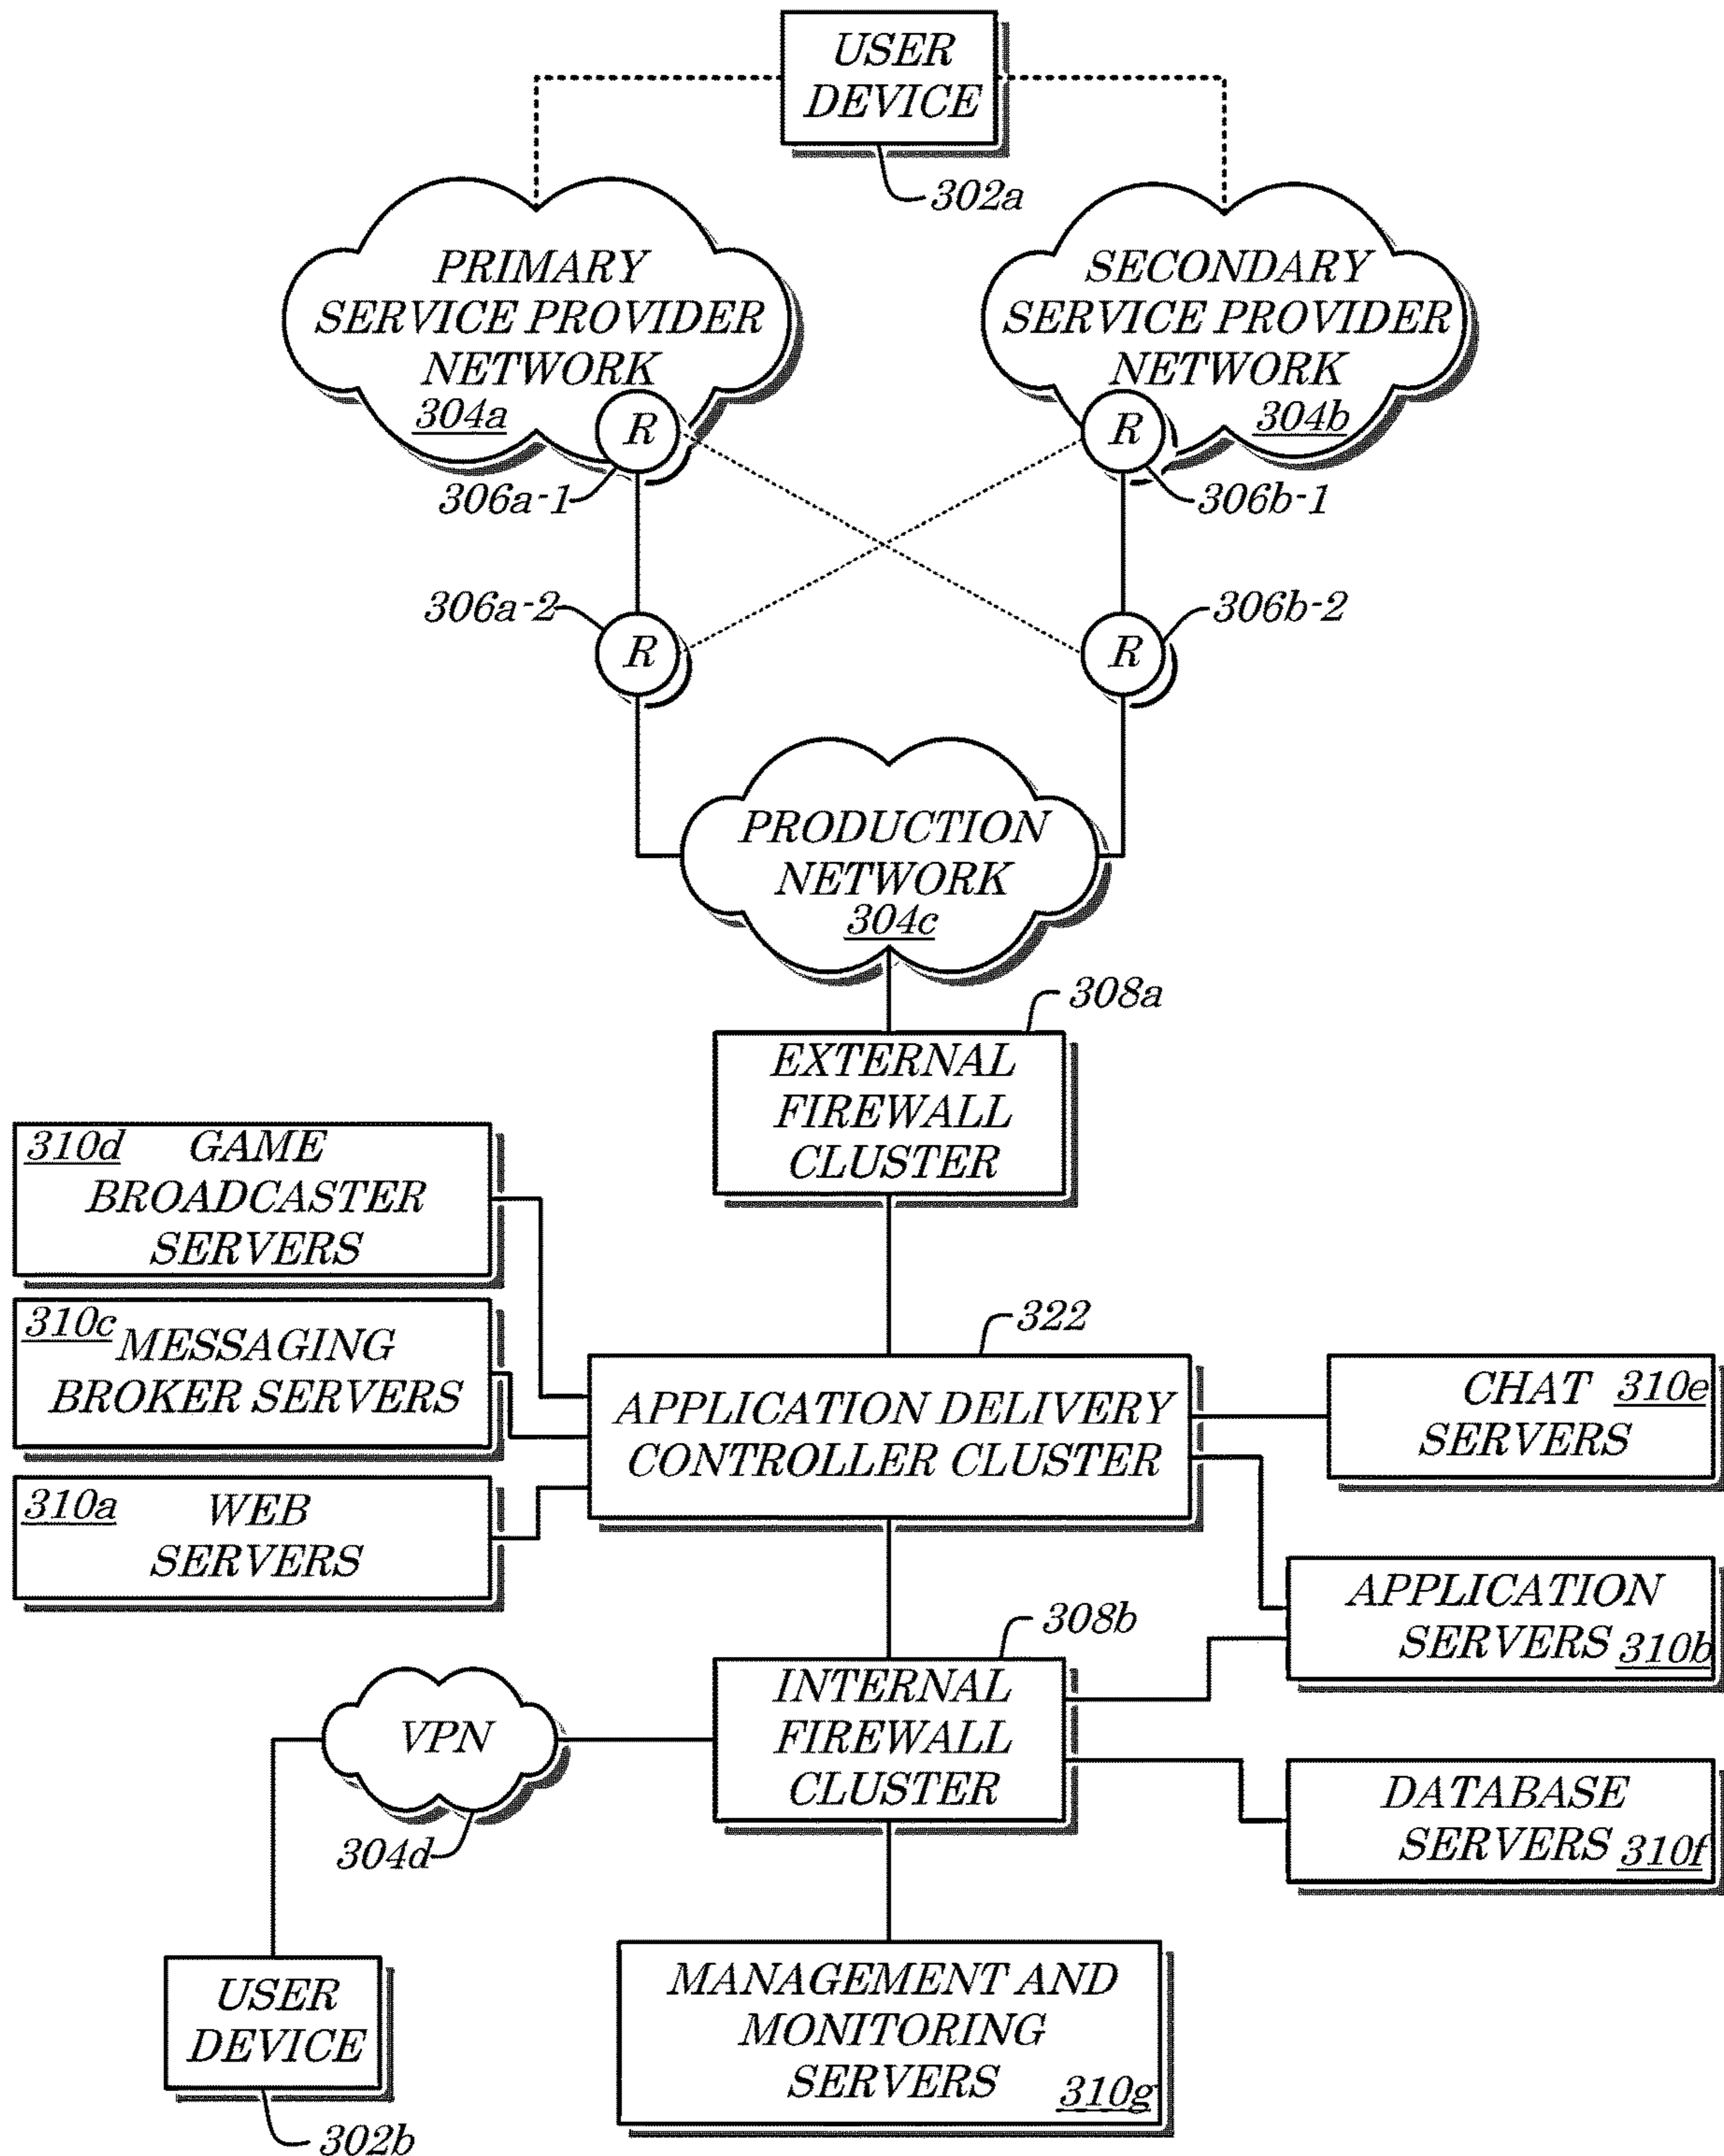 USER
DEVICE
302a
PRIMARY
SERVICE PROVIDER
NETWORK
304a
SECONDARY
SERVICE PROVIDER
NETWORK
304b
R
R
306a-1
306b-1
306a-2
306b-2
R
R
PRODUCTION
NETWORK
304c
308a
EXTERNAL
FIREWALL
CLUSTER
310d GAME
BROADCASTER
SERVERS
310c MESSAGING
BROKER SERVERS
310a WEB
SERVERS
322
APPLICATION DELIVERY
CONTROLLER CLUSTER
CHAT 310e
SERVERS
APPLICATION
SERVERS 310b
308b
INTERNAL
FIREWALL
CLUSTER
VPN
304d
DATABASE
SERVERS 310f
USER
DEVICE
302b
MANAGEMENT AND
MONITORING
SERVERS 310g